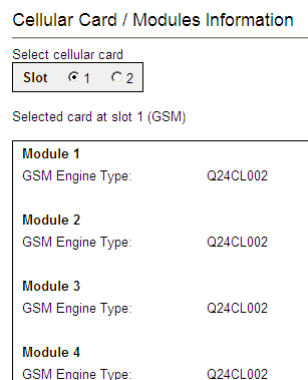 Cellular Card / Modules Information
Select cellular card
Slot 1 2
Selected card at slot 1 (GSM)
Module 1
GSM Engine Type: Q24CL002
Module 2
GSM Engine Type: Q24CL002
Module 3
GSM Engine Type: Q24CL002
Module 4
GSM Engine Type: Q24CL002